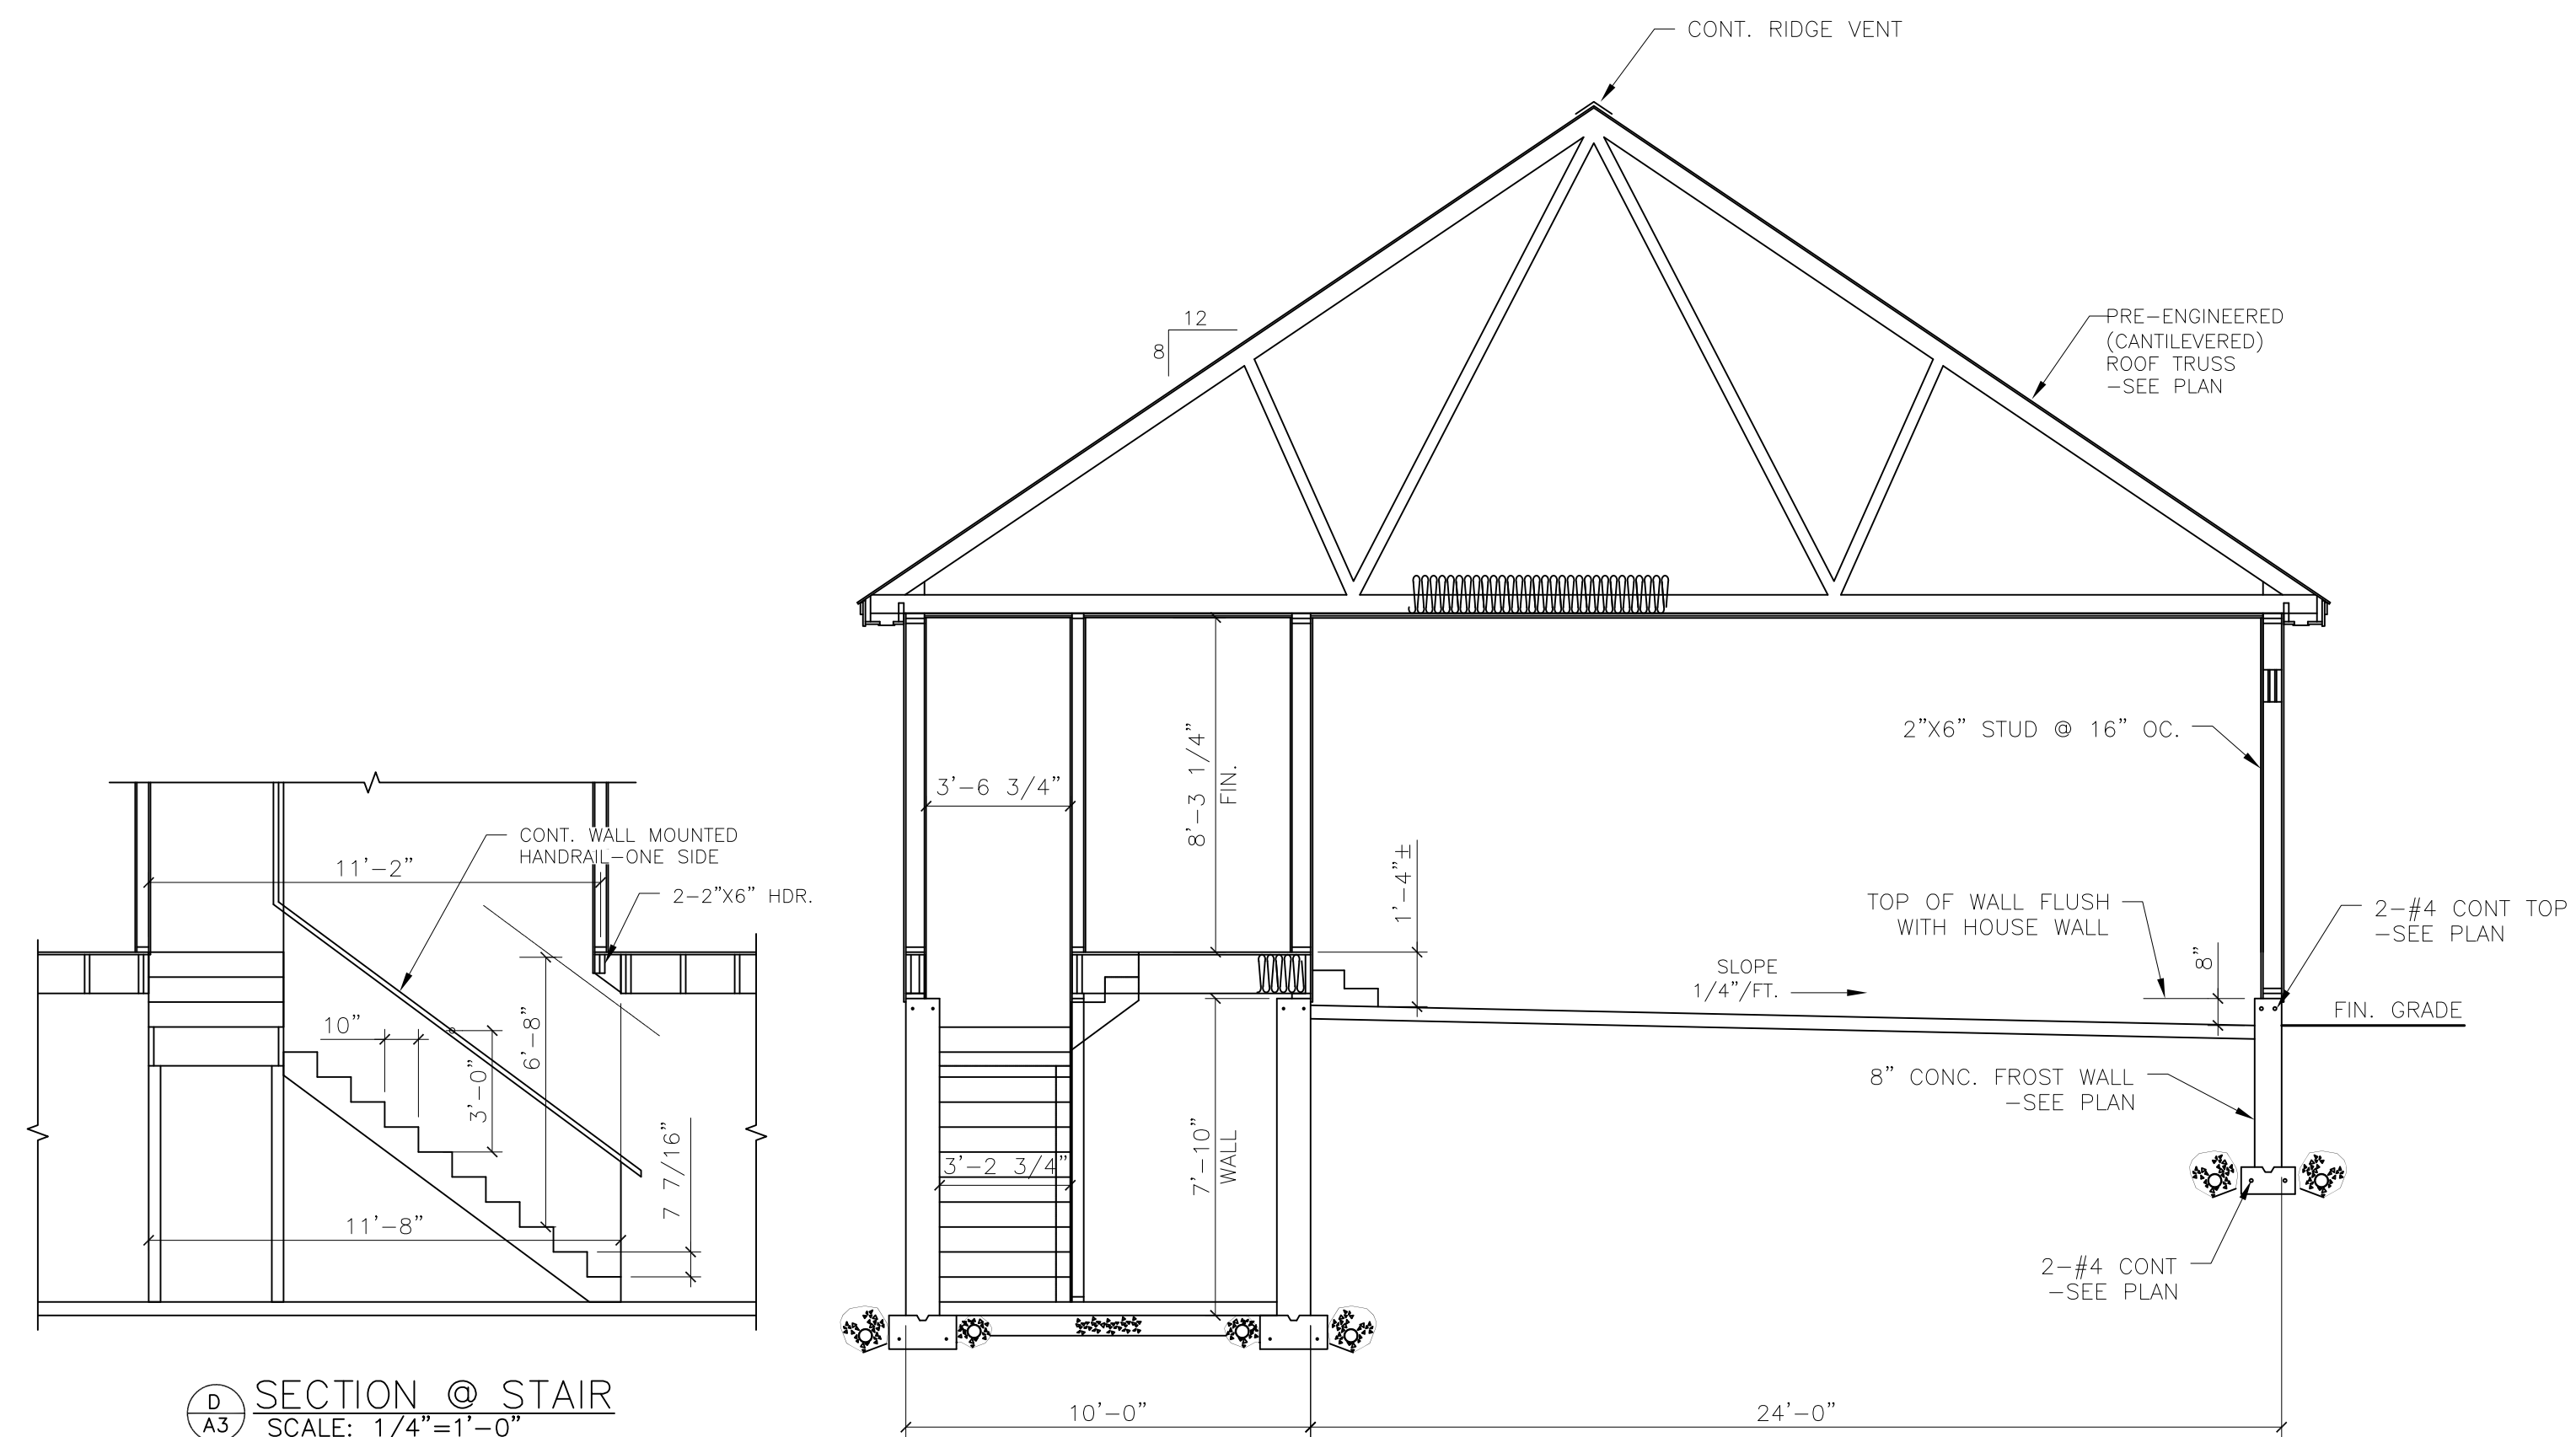 CONT. RIDGE VENT
12
8
PRE-ENGINEERED
(CANTILEVERED)
ROOF TRUSS
-SEE PLAN
2"X6" STUD @ 16" OC.
3'-6 3/4"
8'-3 1/4"
FIN.
CONT. WALL MOUNTED
HANDRAIL-ONE SIDE
11'-2"
2-2"X6" HDR.
1'-4"±
TOP OF WALL FLUSH
WITH HOUSE WALL
2-#4 CONT TOP
-SEE PLAN
8"
SLOPE
1/4"/FT.
FIN. GRADE
10"
6'-8"
3'-0"
8" CONC. FROST WALL
-SEE PLAN
7 7/16"
3'-2 3/4"
7'-10"
WALL
11'-8"
2-#4 CONT
-SEE PLAN
D
A3
SECTION @ STAIR
SCALE: 1/4"=1'-0"
10'-0"
24'-0"